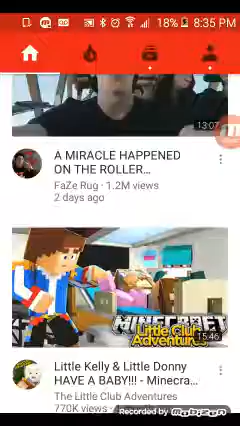 18% 8:35 PM
13:07
A MIRACLE HAPPENED
ON THE ROLLER...
FaZe Rug · 1.2M views
2 days ago
MINECRAFT
Little Club
Adventures
15:46
Little Kelly & Little Donny
HAVE A BABY!!! - Minecra...
The Little Club Adventures
770K views ·
Recorded by Mobizen